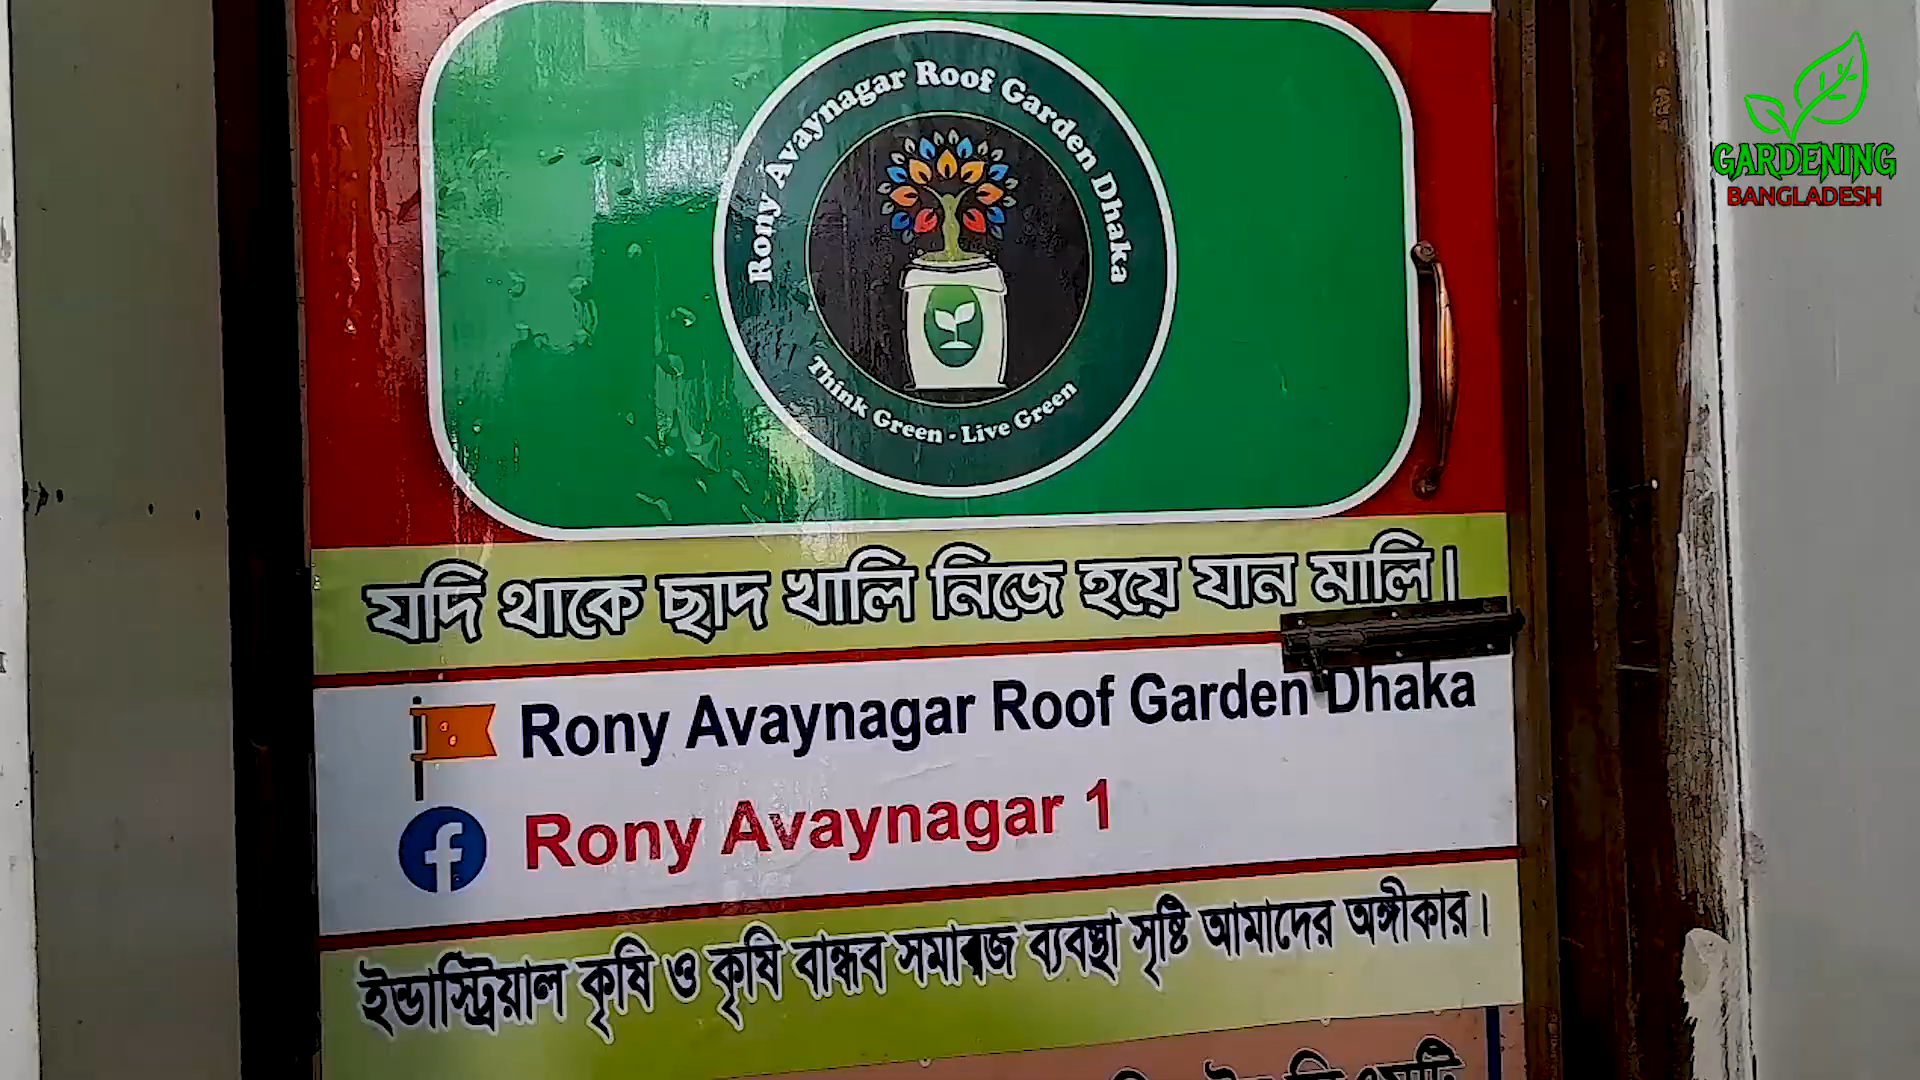 Rony Avaynagar Roof Garden Dhaka
Think Green - Live Green
GARDENING
BANGLADESH
যদি থাকে ছাদ খালি নিজে হয়ে যান মালি।
Rony Avaynagar Roof Garden Dhaka
Rony Avaynagar 1
ইন্ডাস্ট্রিয়াল কৃষি ও কৃষি বান্ধব ব্যবস্থা সৃষ্টি আমাদের অঙ্গীকার।